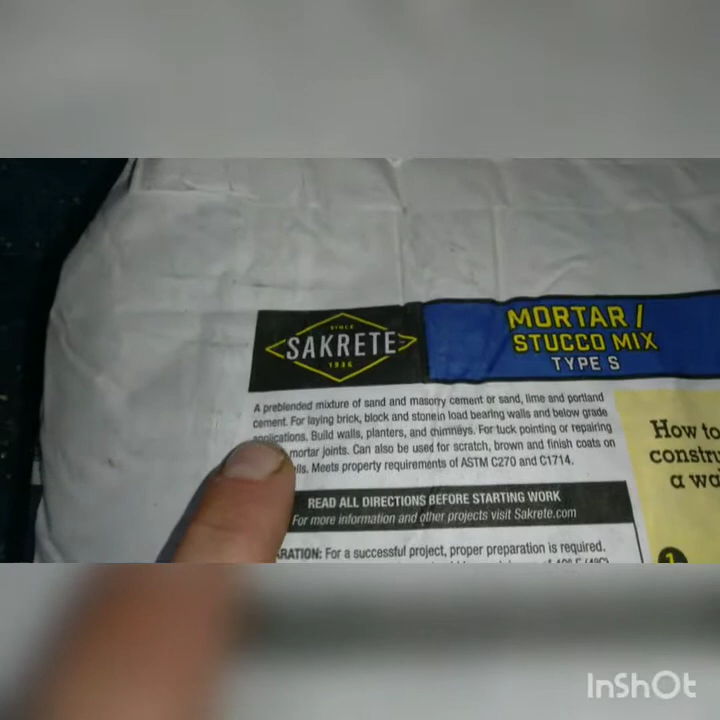 SINCE
SAKRETE
1936
MORTAR /
STUCCO MIX
TYPE S
A preblended mixture of sand and masonry cement or sand, lime and portland
cement. For laying brick, block and stone in load bearing walls and below grade
applications. Build walls, planters, and chimneys. For tuck pointing or repairing
mortar joints. Can also be used for scratch, brown and finish coats on
lls. Meets property requirements of ASTM C270 and C1714.
READ ALL DIRECTIONS BEFORE STARTING WORK
For more information and other projects visit Sakrete.com
RATION: For a successful project, proper preparation is required.
How to
constru
a wa
1
InShOt